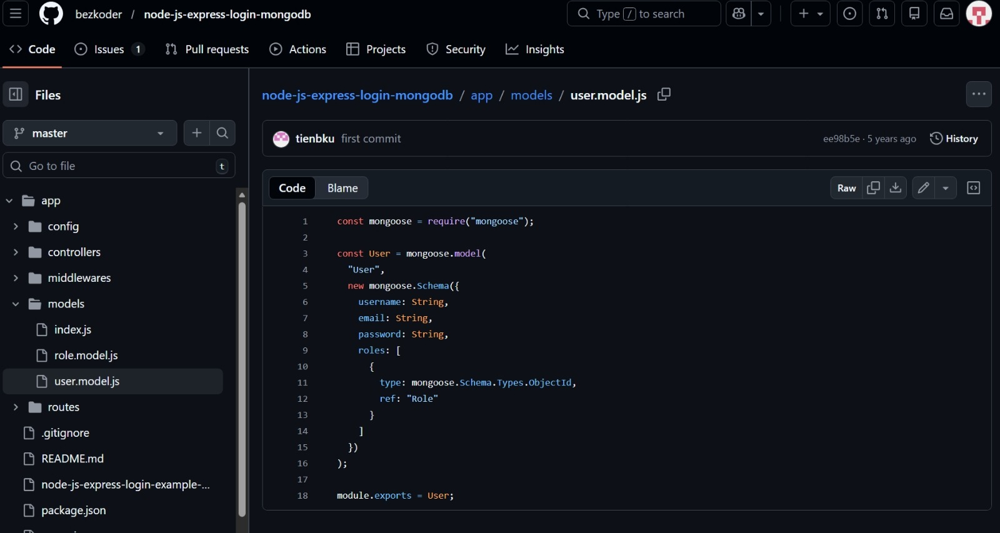 bezkoder / node-js-express-login-mongodb
Type / to search
Code
Issues 1
Pull requests
Actions
Projects
Security
Insights
Files
master
Go to file
t
app
config
controllers
middlewares
models
index.js
role.model.js
user.model.js
routes
.gitignore
README.md
node-js-express-login-example-...
package.json
node-js-express-login-mongodb / app / models / user.model.js
tienbku first commit
ee98b5e · 5 years ago
History
Code
Blame
Raw
1 const mongoose = require("mongoose");
2
3 const User = mongoose.model(
4   "User",
5   new mongoose.Schema({
6     username: String,
7     email: String,
8     password: String,
9     roles: [
10       {
11         type: mongoose.Schema.Types.ObjectId,
12         ref: "Role"
13       }
14     ]
15   })
16 );
17
18 module.exports = User;